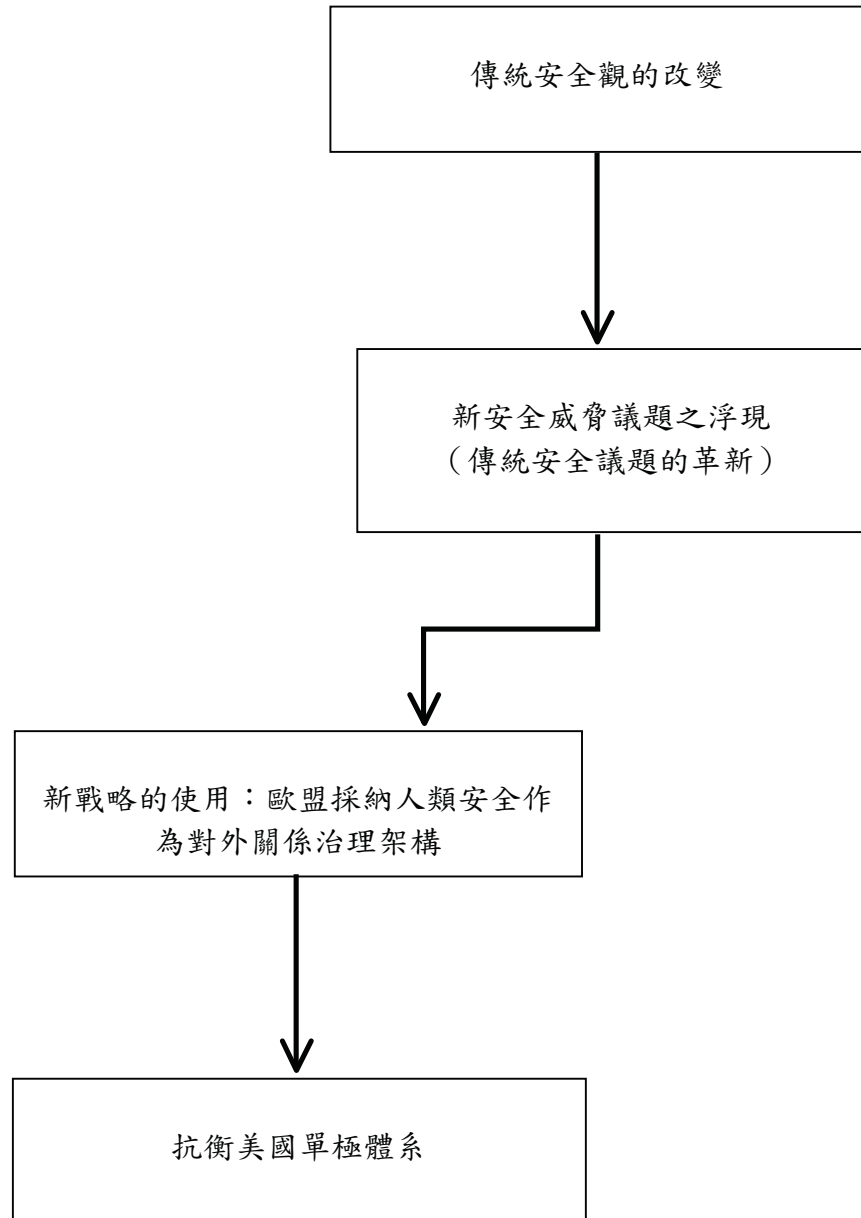 傳統安全觀的改變
新安全威脅議題之浮現
（傳統安全議題的革新）
新戰略的使用：歐盟採納人類安全作
為對外關係治理架構
抗衡美國單極體系